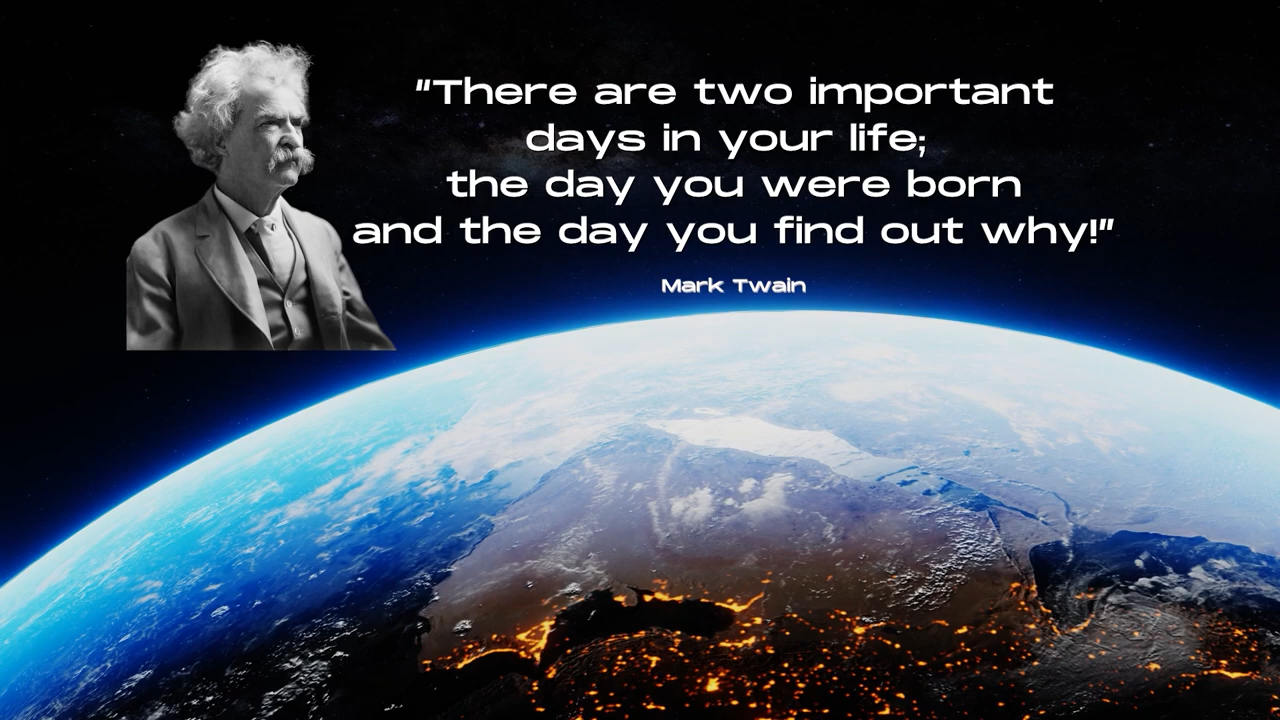 "There are two important
days in your life;
the day you were born
and the day you find out why!"
Mark Twain